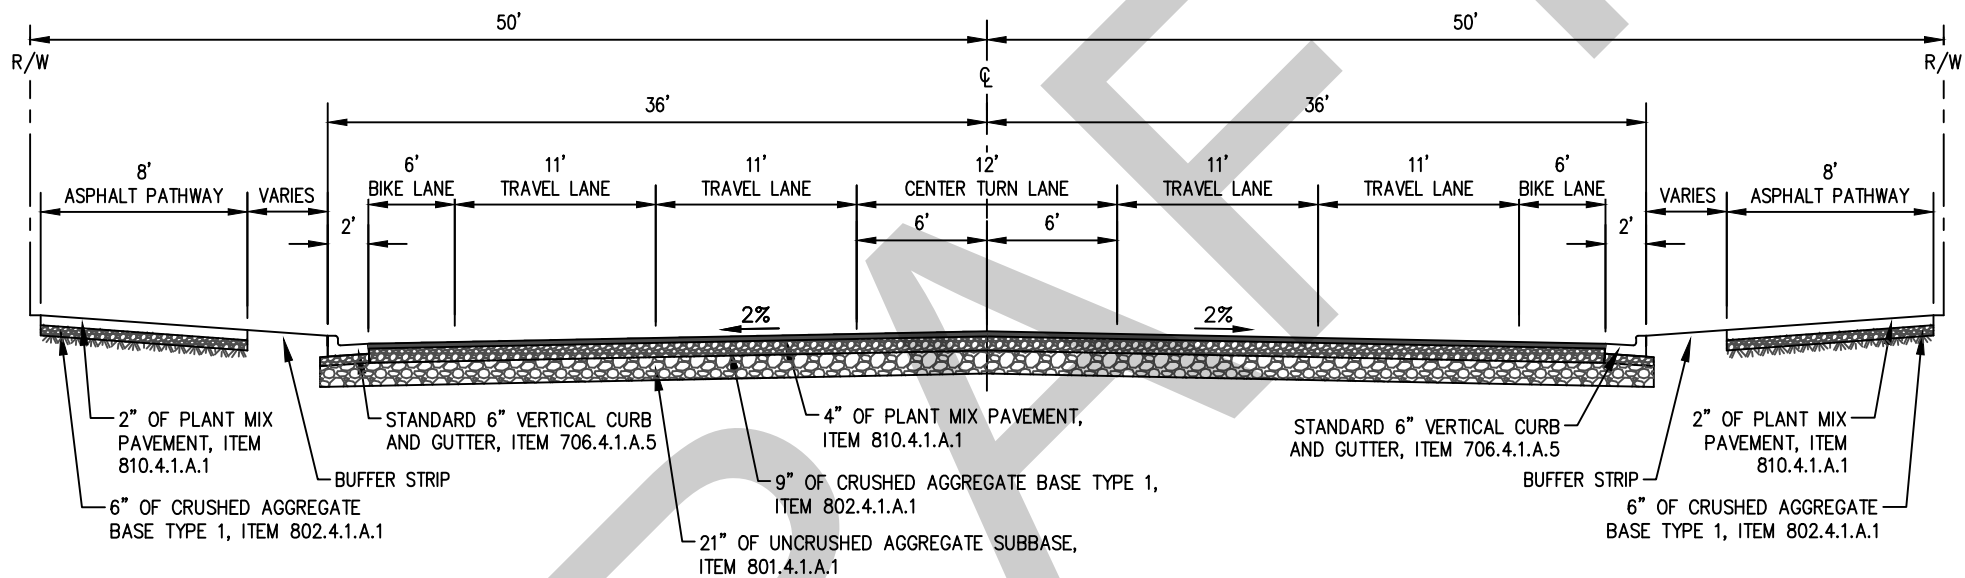 50’ 50’
R/W ℄ R/W
36’ 36’
8’ 6’ 11’ 11’ 12’ 11’ 11’ 6’ 8’
ASPHALT PATHWAY VARIES BIKE LANE TRAVEL LANE TRAVEL LANE CENTER TURN LANE TRAVEL LANE TRAVEL LANE BIKE LANE VARIES ASPHALT PATHWAY
2’ 6’ 6’ 2’
2% 2%
2” OF PLANT MIX
PAVEMENT, ITEM
810.4.1.A.1
BUFFER STRIP
6” OF CRUSHED AGGREGATE
BASE TYPE 1, ITEM 802.4.1.A.1
STANDARD 6” VERTICAL CURB
AND GUTTER, ITEM 706.4.1.A.5
4” OF PLANT MIX PAVEMENT,
ITEM 810.4.1.A.1
9” OF CRUSHED AGGREGATE BASE TYPE 1,
ITEM 802.4.1.A.1
21” OF UNCRUSHED AGGREGATE SUBBASE,
ITEM 801.4.1.A.1
STANDARD 6” VERTICAL CURB
AND GUTTER, ITEM 706.4.1.A.5
2” OF PLANT MIX
PAVEMENT, ITEM
810.4.1.A.1
BUFFER STRIP
6” OF CRUSHED AGGREGATE
BASE TYPE 1, ITEM 802.4.1.A.1